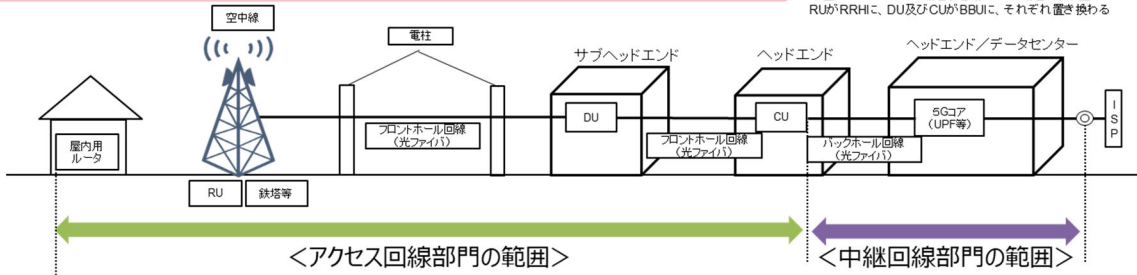 RUがRRHに、DU及びCUがBBUに、それぞれ置き換わる
空中線
電柱
サブヘッドエンド
ヘッドエンド
ヘッドエンド／データセンター
DU
CU
5Gコア
(UPF等)
ISP
フロントホール回線
（光ファイバ）
フロントホール回線
（光ファイバ）
バックホール回線
（光ファイバ）
屋内用
ルータ
RU
鉄塔等
＜アクセス回線部門の範囲＞
＜中継回線部門の範囲＞